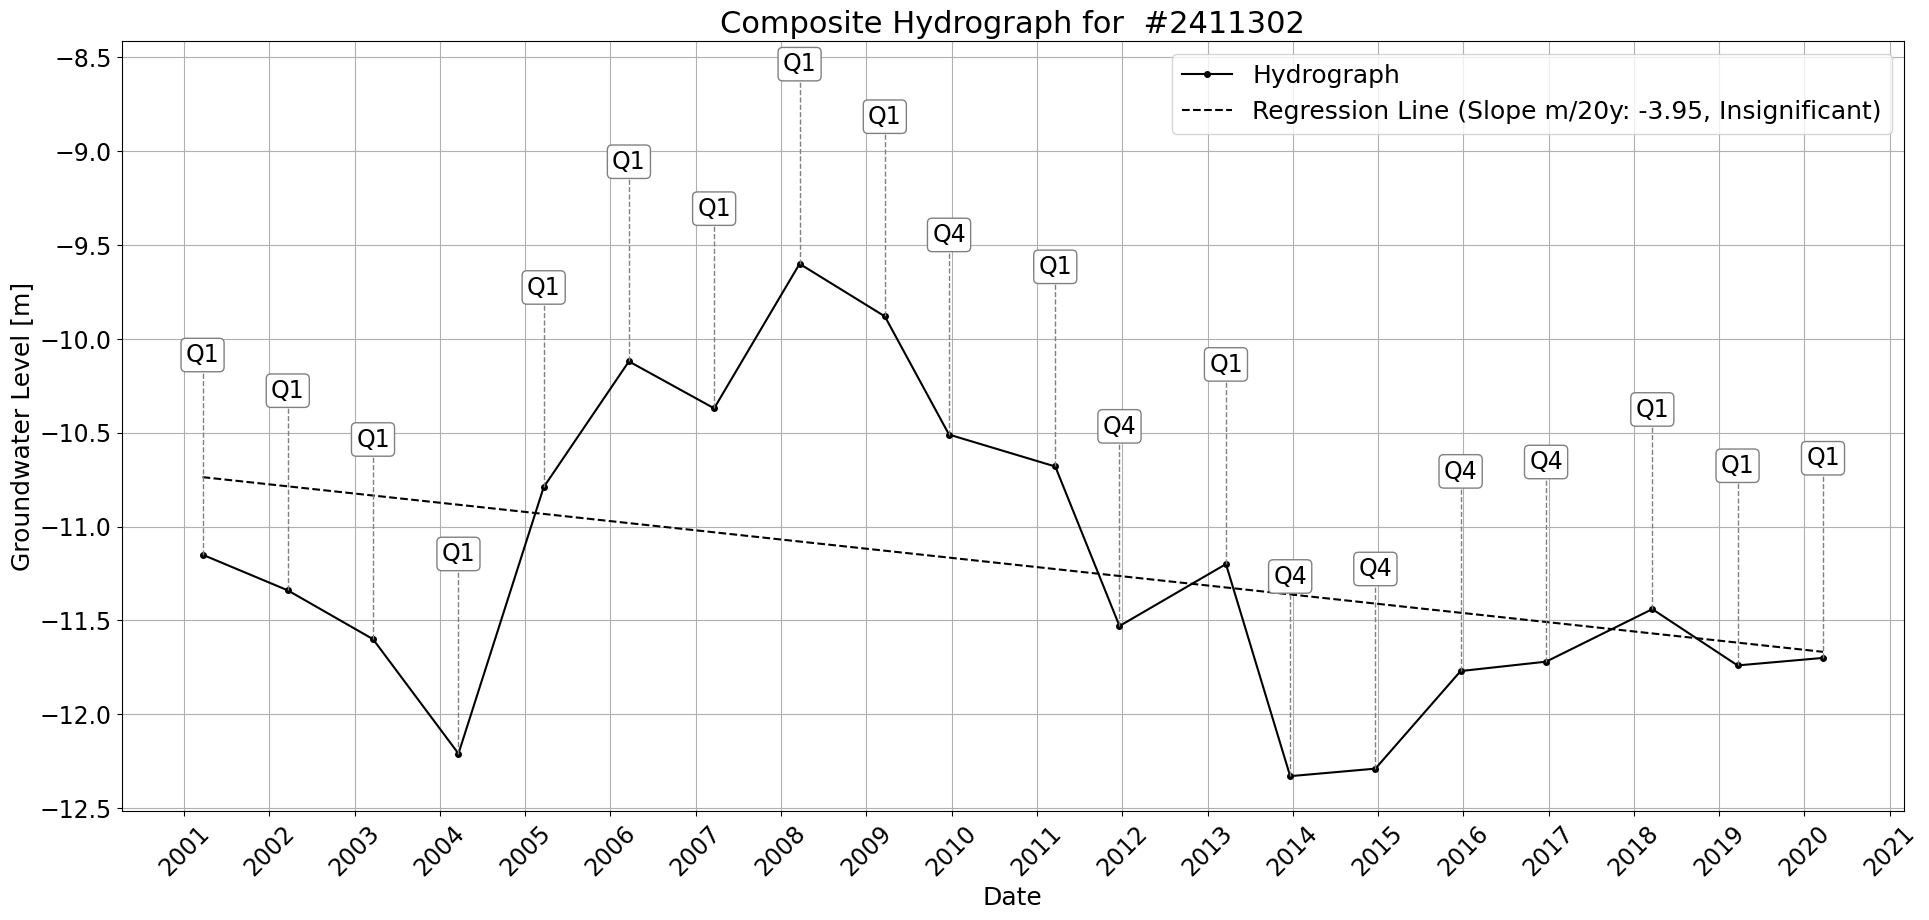 Composite Hydrograph for #2411302
Hydrograph
Regression Line (Slope m/20y: -3.95, Insignificant)
Groundwater Level [m]
−8.5
−9.0
−9.5
−10.0
−10.5
−11.0
−11.5
−12.0
−12.5
Q1
Q1
Q1
Q1
Q1
Q1
Q1
Q1
Q1
Q4
Q1
Q4
Q1
Q4
Q4
Q4
Q4
Q1
Q1
Q1
2001
2002
2003
2004
2005
2006
2007
2008
2009
2010
2011
2012
2013
2014
2015
2016
2017
2018
2019
2020
2021
Date